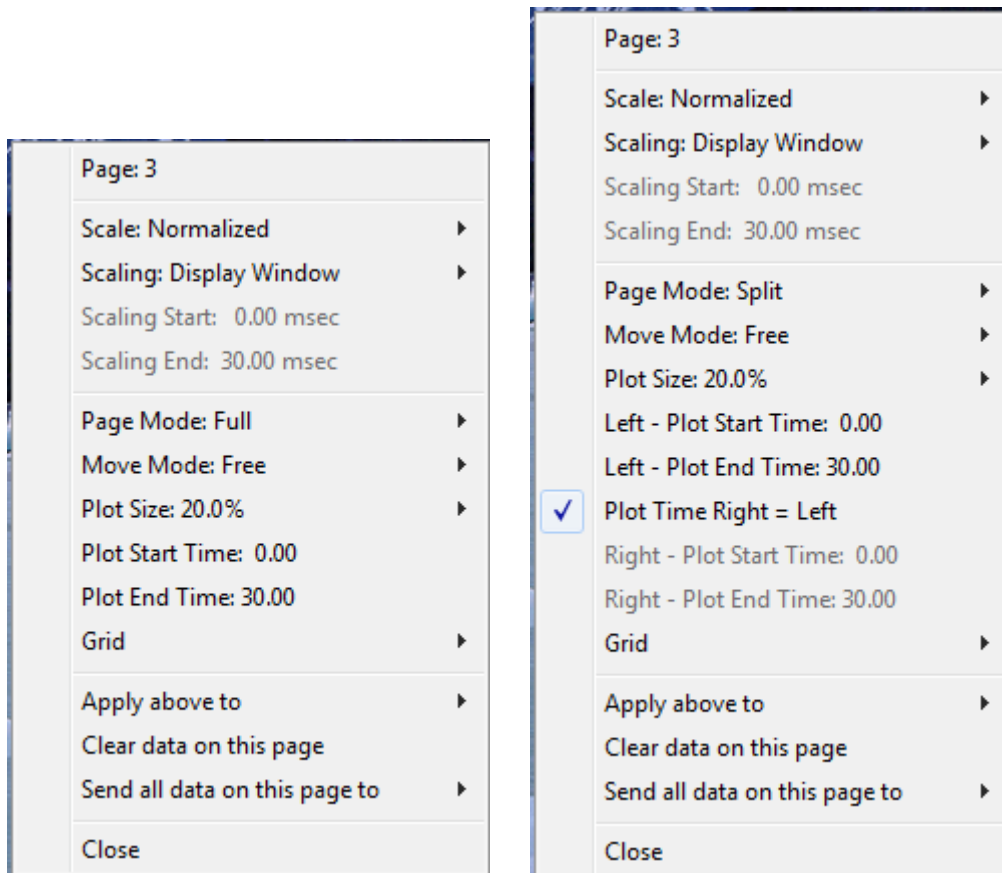 Page: 3
Scale: Normalized
Scaling: Display Window
Scaling Start:   0.00 msec
Scaling End:  30.00 msec
Page Mode: Full
Move Mode: Free
Plot Size: 20.0%
Plot Start Time:  0.00
Plot End Time: 30.00
Grid
Apply above to
Clear data on this page
Send all data on this page to
Close
Page: 3
Scale: Normalized
Scaling: Display Window
Scaling Start:   0.00 msec
Scaling End:  30.00 msec
Page Mode: Split
Move Mode: Free
Plot Size: 20.0%
Left - Plot Start Time:  0.00
Left - Plot End Time: 30.00
Plot Time Right = Left
Right - Plot Start Time:  0.00
Right - Plot End Time: 30.00
Grid
Apply above to
Clear data on this page
Send all data on this page to
Close